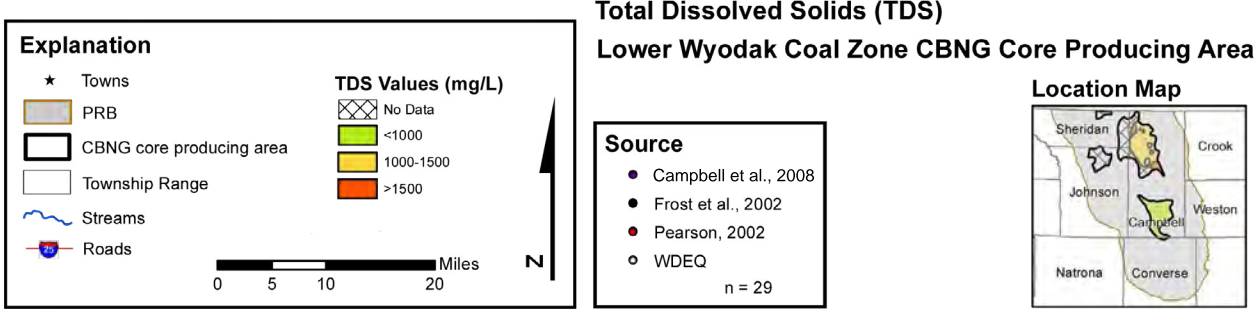 Total Dissolved Solids (TDS)
Lower Wyodak Coal Zone CBNG Core Producing Area
Explanation
Towns
PRB
CBNG core producing area
Township Range
Streams
25
Roads
TDS Values (mg/L)
No Data
<1000
1000-1500
>1500
Miles
0 5 10 20
N
Source
Campbell et al., 2008
Frost et al., 2002
Pearson, 2002
WDEQ
n = 29
Location Map
Sheridan
Crook
Johnson
Weston
Campbell
Natrona
Converse